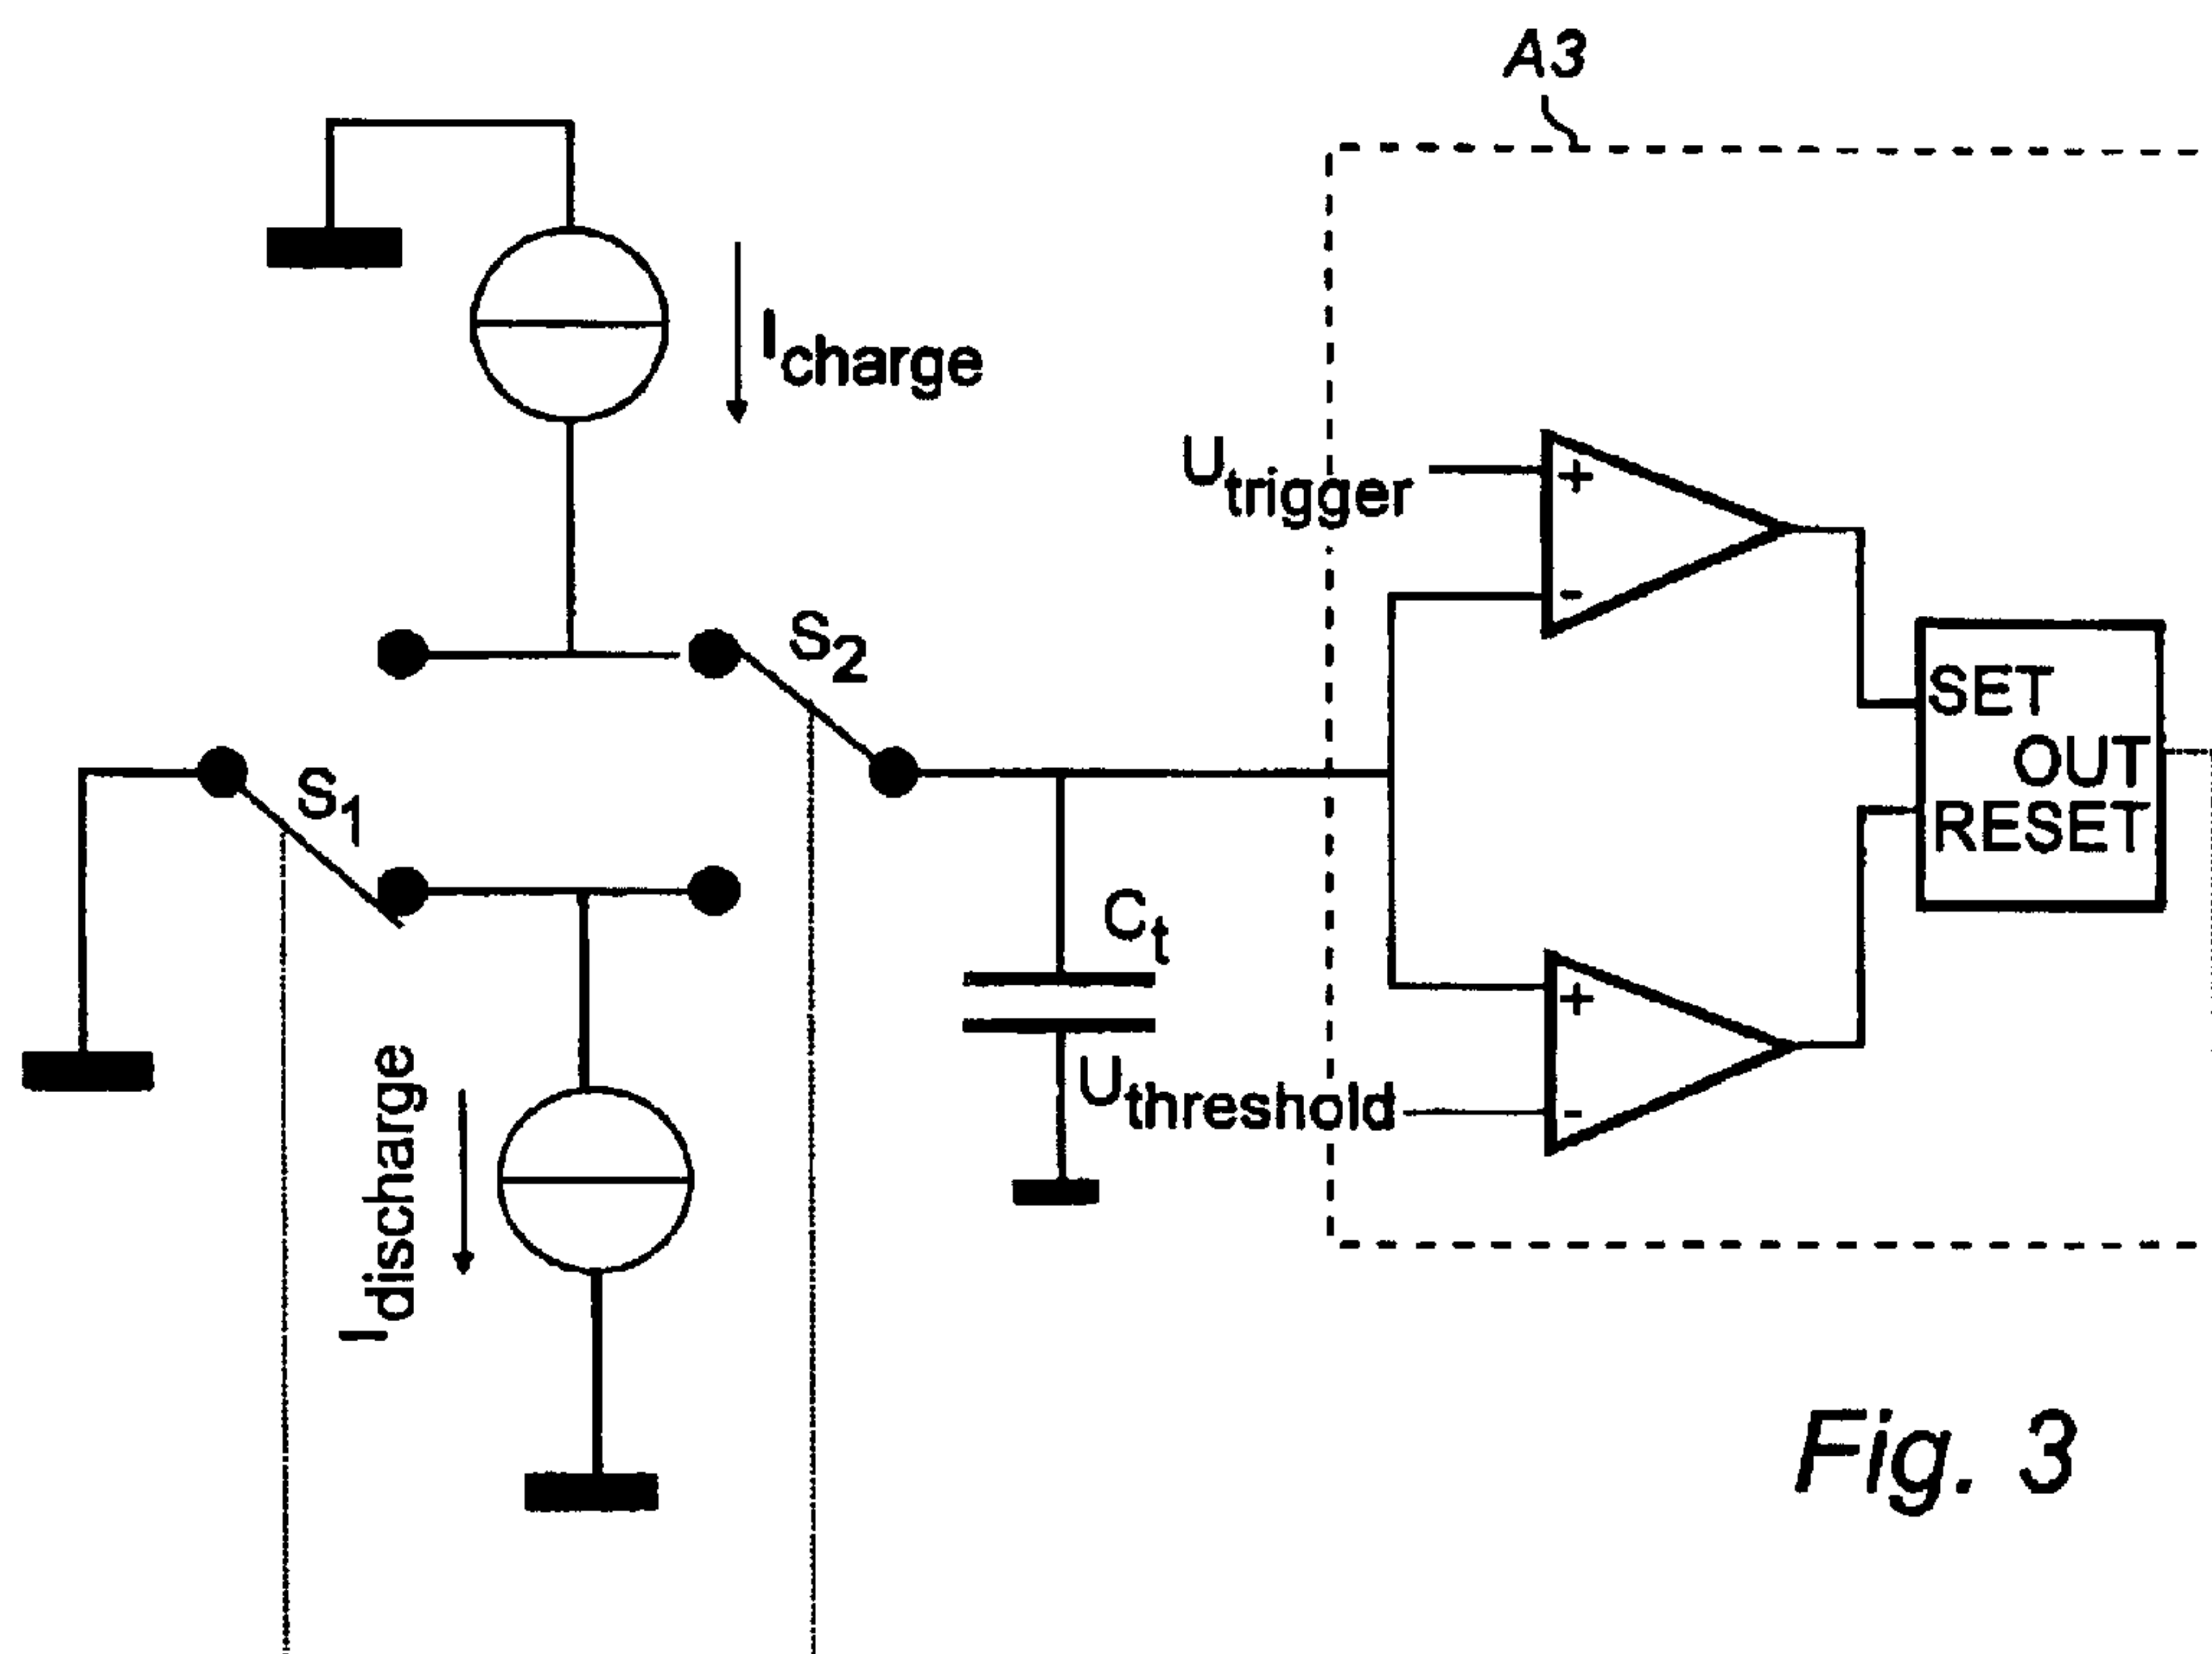 A3
Icharge
Utrigger
+
-
S2
SET
OUT
RESET
S1
Ct
+
Uthreshold
-
Idischarge
Fig. 3